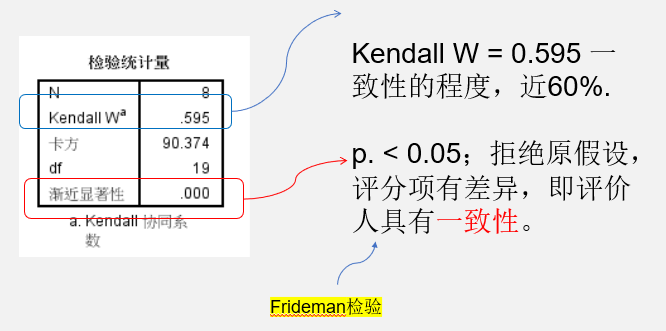 检验统计量
N 8
Kendall Wa .595
卡方 90.374
df 19
渐近显著性 .000
a. Kendall 协同系
数
Kendall W = 0.595 一
致性的程度，近60%.
p. < 0.05；拒绝原假设，
评分项有差异，即评价
人具有一致性。
Frideman检验